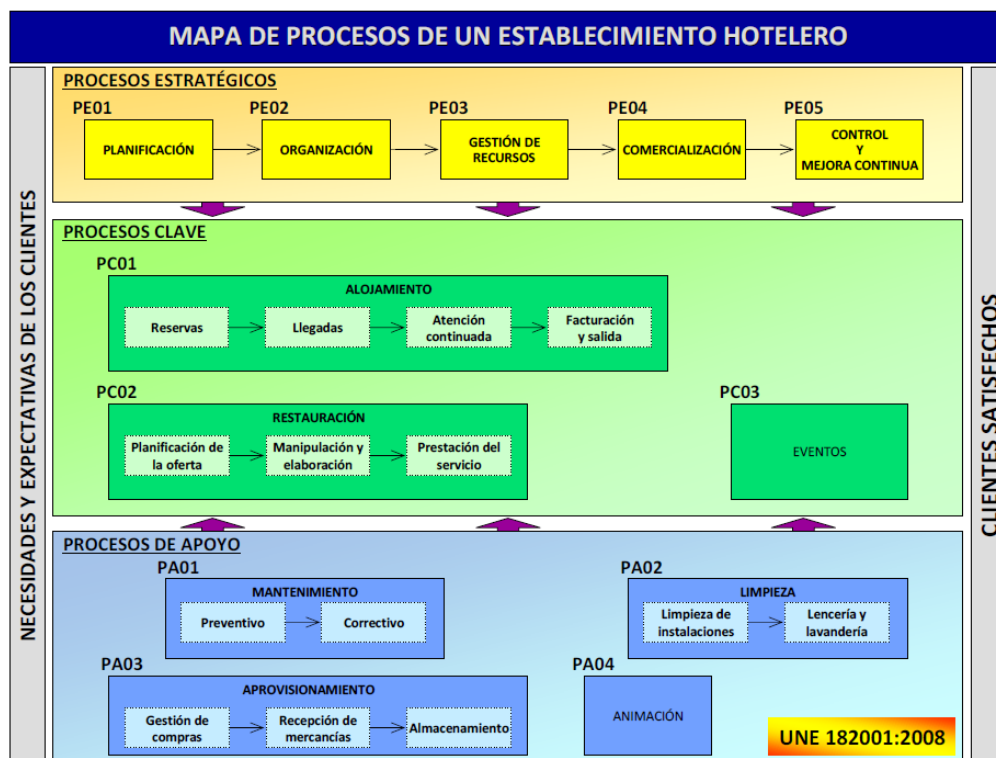 MAPA DE PROCESOS DE UN ESTABLECIMIENTO HOTELERO
NECESIDADES Y EXPECTATIVAS DE LOS CLIENTES
PROCESOS ESTRATÉGICOS
PE01
PLANIFICACIÓN
PE02
ORGANIZACIÓN
PE03
GESTIÓN DE
RECURSOS
PE04
COMERCIALIZACIÓN
PE05
CONTROL
Y
MEJORA CONTINUA
PROCESOS CLAVE
PC01
ALOJAMIENTO
Reservas
Llegadas
Atención
continuada
Facturación
y salida
PC02
RESTAURACIÓN
Planificación de
la oferta
Manipulación y
elaboración
Prestación del
servicio
PC03
EVENTOS
PROCESOS DE APOYO
PA01
MANTENIMIENTO
Preventivo
Correctivo
PA02
LIMPIEZA
Limpieza de
instalaciones
Lencería y
lavandería
PA03
APROVISIONAMIENTO
Gestión de
compras
Recepción de
mercancías
Almacenamiento
PA04
ANIMACIÓN
UNE 182001:2008
CLIENTES SATISFECHOS